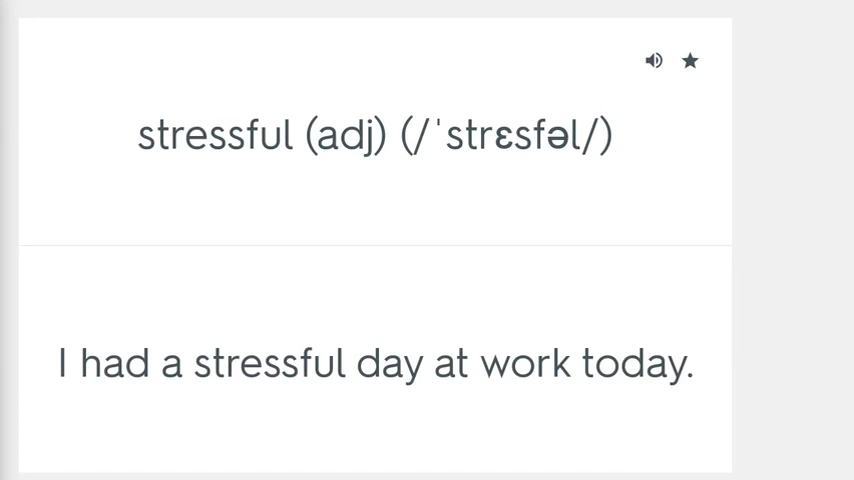 stressful (adj) (/ˈstrɛsfəl/)
I had a stressful day at work today.